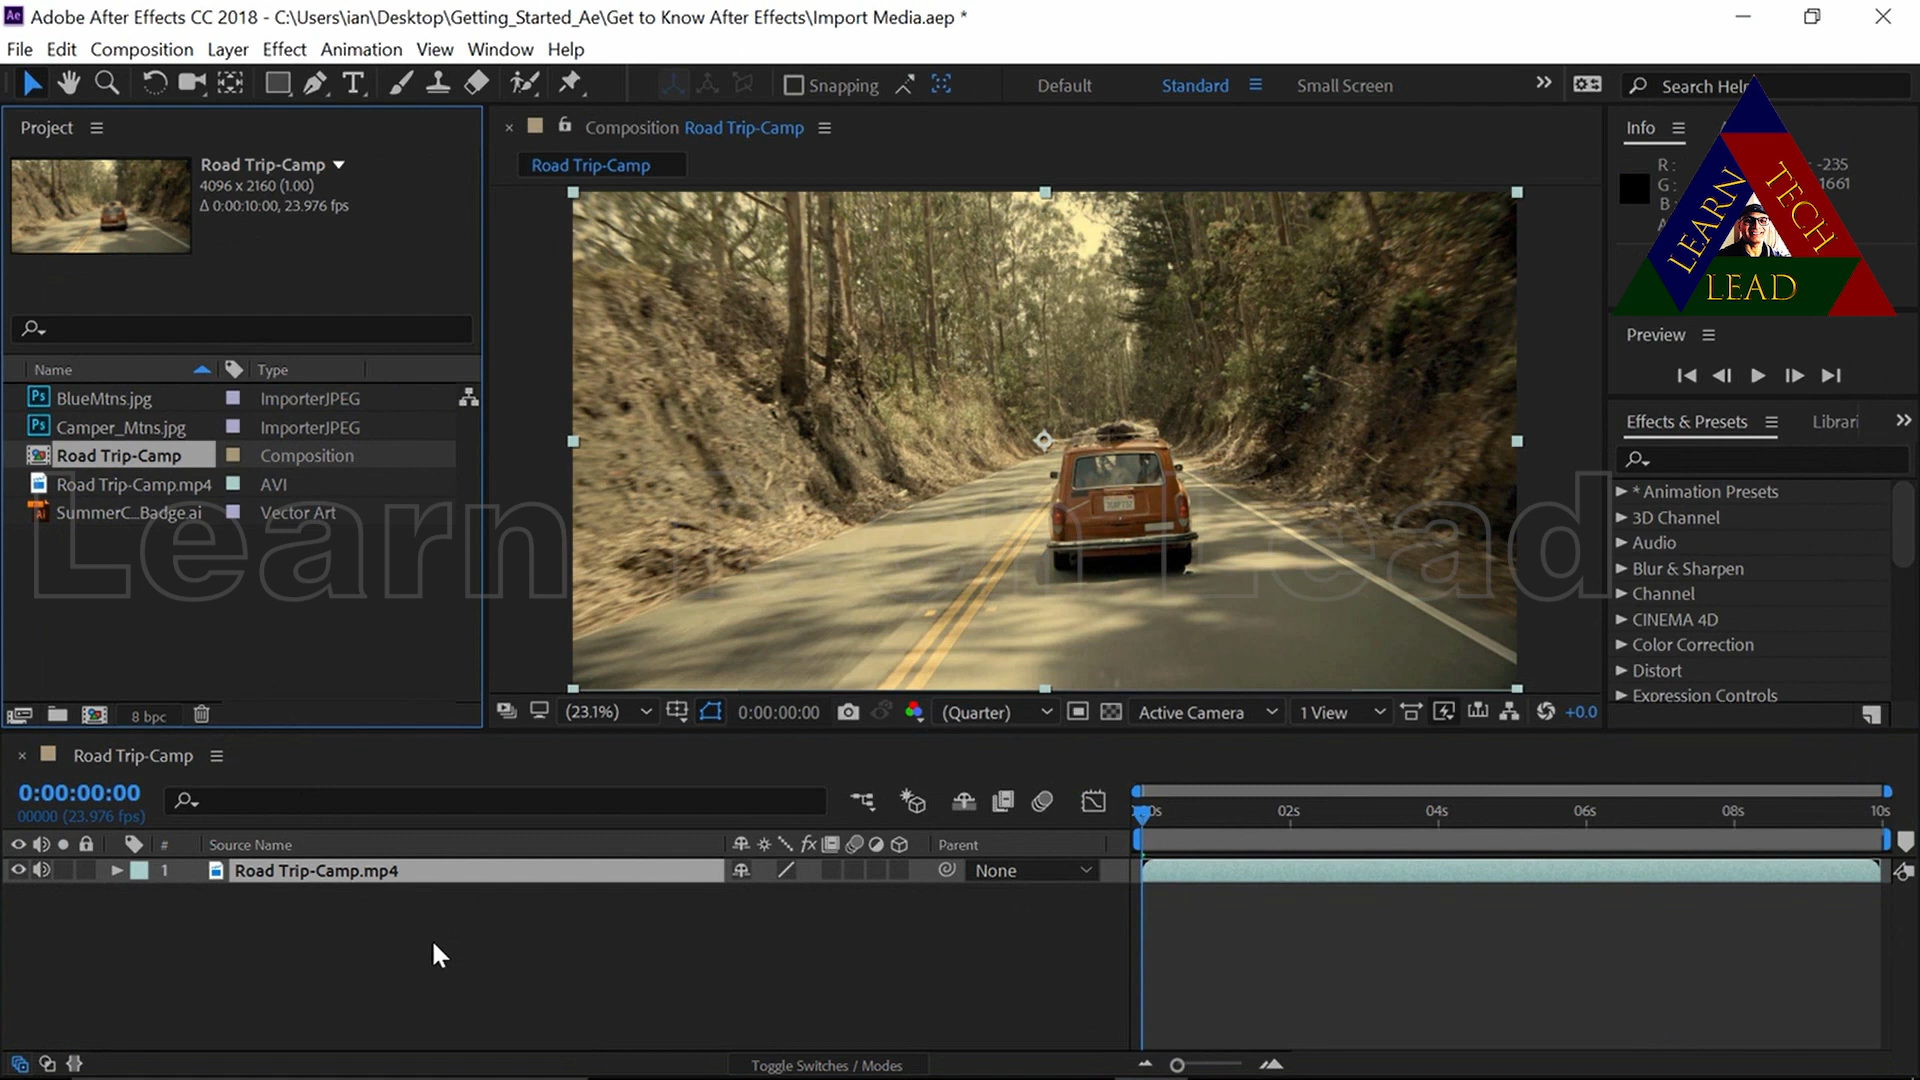 Adobe After Effects CC 2018 - C:\Users\ian\Desktop\Getting_Started_Ae\Get to Know After Effects\Import Media.aep *
File Edit Composition Layer Effect Animation View Window Help
Snapping Default Standard Small Screen Search Help
Project
Road Trip-Camp
4096 x 2160 (1.00)
Δ 0:00:10:00, 23.976 fps
Composition Road Trip-Camp
Road Trip-Camp
Info
R: -235
G: 1661
B:
LEARN TECH
LEAD
Preview
Name Type
BlueMtns.jpg ImporterJPEG
Camper_Mtns.jpg ImporterJPEG
Road Trip-Camp Composition
Road Trip-Camp.mp4 AVI
SummerC...Badge.ai Vector Art
Learn Lead
Effects & Presets Librari
* Animation Presets
3D Channel
Audio
Blur & Sharpen
Channel
CINEMA 4D
Color Correction
Distort
Expression Controls
8 bpc
(23.1%) 0:00:00:00 (Quarter) Active Camera 1 View +0.0
Road Trip-Camp
0:00:00:00
00000 (23.976 fps)
02s 04s 06s 08s 10s
# Source Name fx Parent
1 Road Trip-Camp.mp4 None
Toggle Switches / Modes